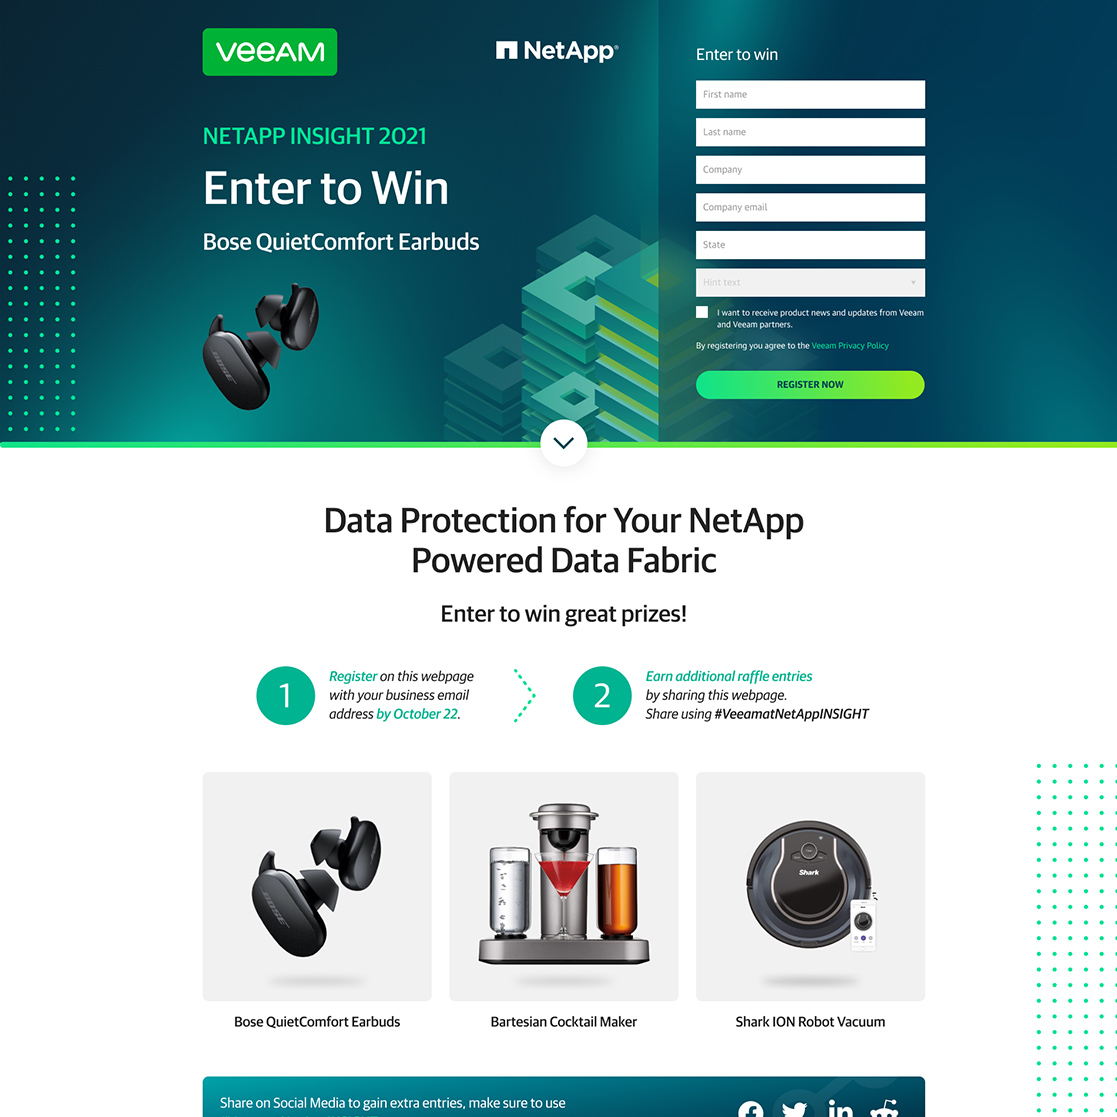 VEEAM
NetApp®
NETAPP INSIGHT 2021
Enter to Win
Bose QuietComfort Earbuds
BOSE
Enter to win
First name
Last name
Company
Company email
State
Hint text
I want to receive product news and updates from Veeam
and Veeam partners.
By registering you agree to the Veeam Privacy Policy
REGISTER NOW
Data Protection for Your NetApp
Powered Data Fabric
Enter to win great prizes!
1
Register on this webpage
with your business email
address by October 22.
2
Earn additional raffle entries
by sharing this webpage.
Share using #VeeamatNetAppINSIGHT
BOSE
Shark
Bose QuietComfort Earbuds
Bartesian Cocktail Maker
Shark ION Robot Vacuum
Share on Social Media to gain extra entries, make sure to use